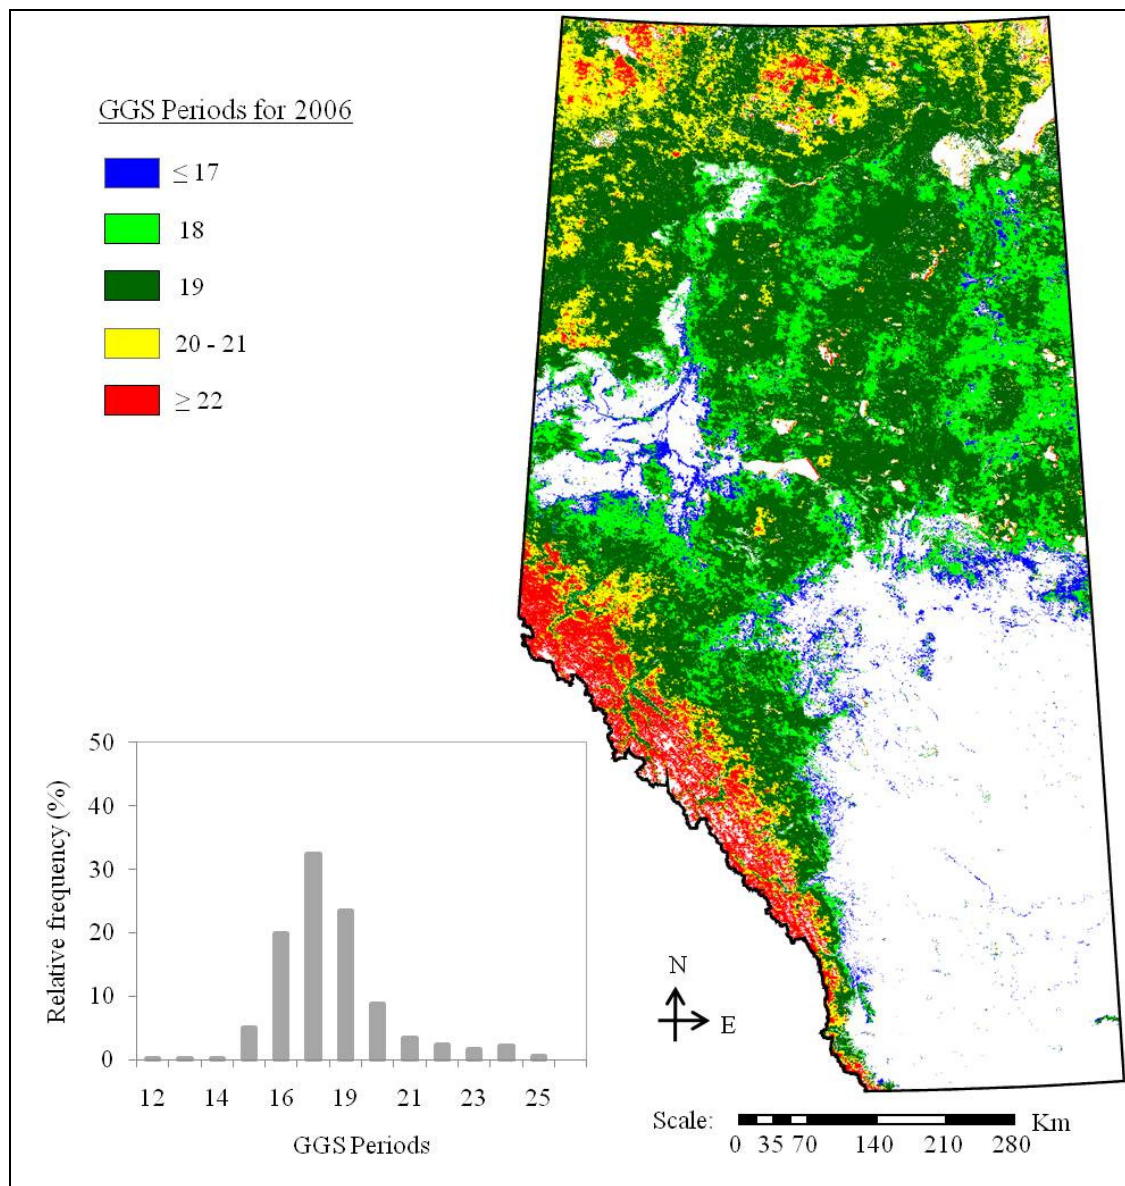 GGS Periods for 2006
≤ 17
18
19
20 - 21
≥ 22
50
40
30
20
10
0
Relative frequency (%)
12 14 16 19 21 23 25
GGS Periods
N
E
Scale:
Km
0 35 70 140 210 280